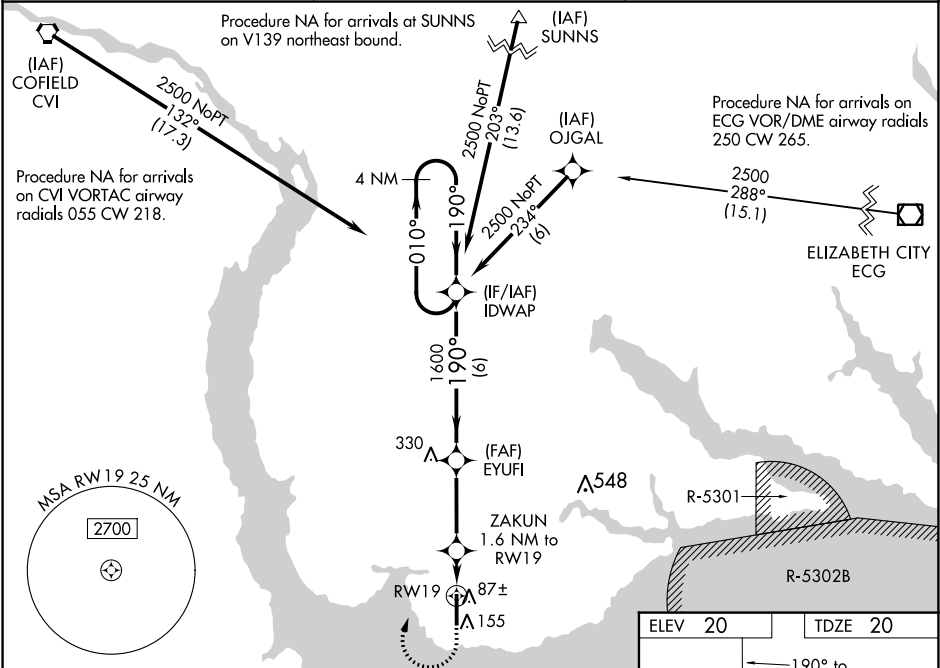 Procedure NA for arrivals at SUNNS
on V139 northeast bound.
(IAF)
SUNNS
(IAF)
COFIELD
CVI
2500 NoPT
132°
(17.3)
2500 NoPT
203°
(13.6)
(IAF)
OJGAL
Procedure NA for arrivals on
ECG VOR/DME airway radials
250 CW 265.
Procedure NA for arrivals
on CVI VORTAC airway
radials 055 CW 218.
4 NM
010°
190°
2500 NoPT
234°
(6)
2500
288°
(15.1)
ELIZABETH CITY
ECG
(IF/IAF)
IDWAP
1600
190°
(6)
330
(FAF)
EYUFI
548
R-5301
MSA RW19 25 NM
2700
ZAKUN
1.6 NM to
RW19
R-5302B
RW19
87±
155
ELEV 20
TDZE 20
190° to